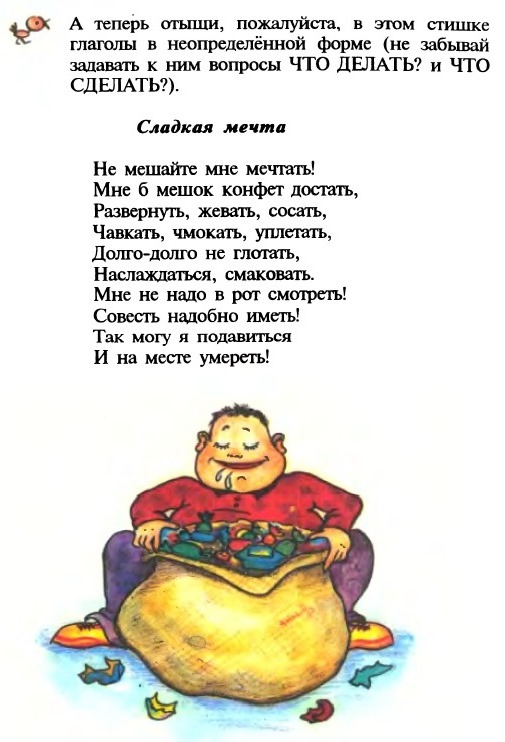 А теперь отыщи, пожалуйста, в этом стишке
глаголы в неопределённой форме (не забывай
задавать к ним вопросы ЧТО ДЕЛАТЬ? и ЧТО
СДЕЛАТЬ?).
Сладкая мечта
Не мешайте мне мечтать!
Мне б мешок конфет достать,
Развернуть, жевать, сосать,
Чавкать, чмокать, уплетать,
Долго-долго не глотать,
Наслаждаться, смаковать.
Мне не надо в рот смотреть!
Совесть надобно иметь!
Так могу я подавиться
И на месте умереть!